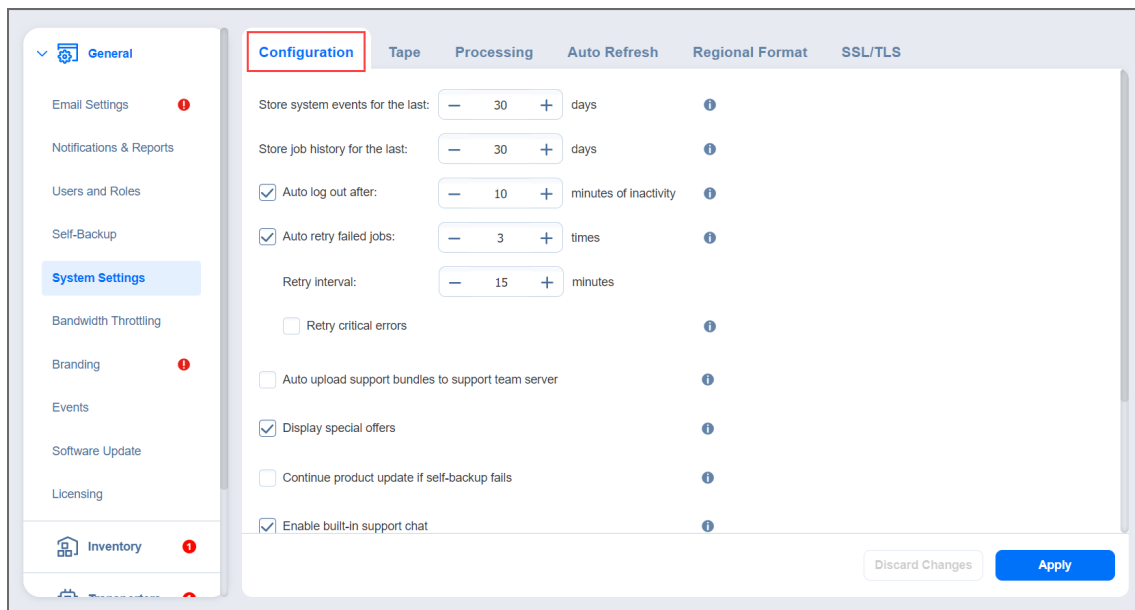 General
Email Settings
Notifications & Reports
Users and Roles
Self-Backup
System Settings
Bandwidth Throttling
Branding
Events
Software Update
Licensing
Inventory 1
Configuration Tape Processing Auto Refresh Regional Format SSL/TLS
Store system events for the last: 30 days
Store job history for the last: 30 days
Auto log out after: 10 minutes of inactivity
Auto retry failed jobs: 3 times
Retry interval: 15 minutes
Retry critical errors
Auto upload support bundles to support team server
Display special offers
Continue product update if self-backup fails
Enable built-in support chat
Discard Changes Apply